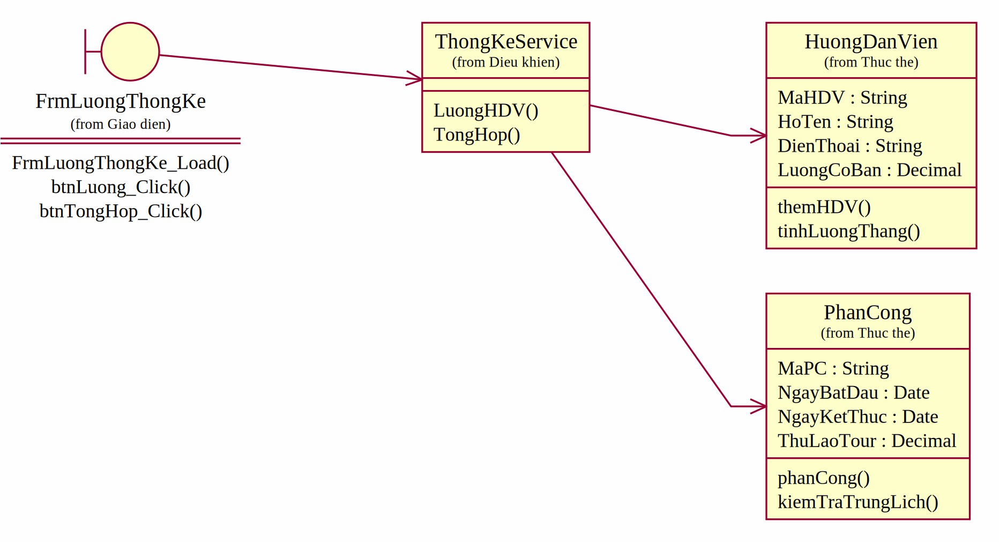 FrmLuongThongKe
(from Giao dien)
FrmLuongThongKe_Load()
btnLuong_Click()
btnTongHop_Click()
ThongKeService
(from Dieu khien)
LuongHDV()
TongHop()
HuongDanVien
(from Thuc the)
MaHDV : String
HoTen : String
DienThoai : String
LuongCoBan : Decimal
themHDV()
tinhLuongThang()
PhanCong
(from Thuc the)
MaPC : String
NgayBatDau : Date
NgayKetThuc : Date
ThuLaoTour : Decimal
phanCong()
kiemTraTrungLich()